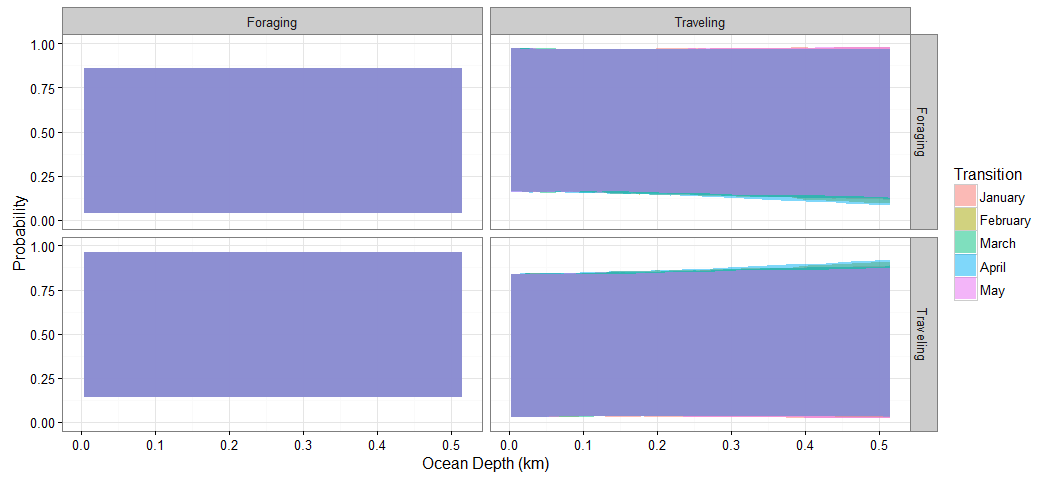 Foraging
Traveling
1.00
0.75
0.50
0.25
0.00
Foraging
Probability
1.00
0.75
0.50
0.25
0.00
Traveling
0.0 0.1 0.2 0.3 0.4 0.5
0.0 0.1 0.2 0.3 0.4 0.5
Ocean Depth (km)
Transition
January
February
March
April
May